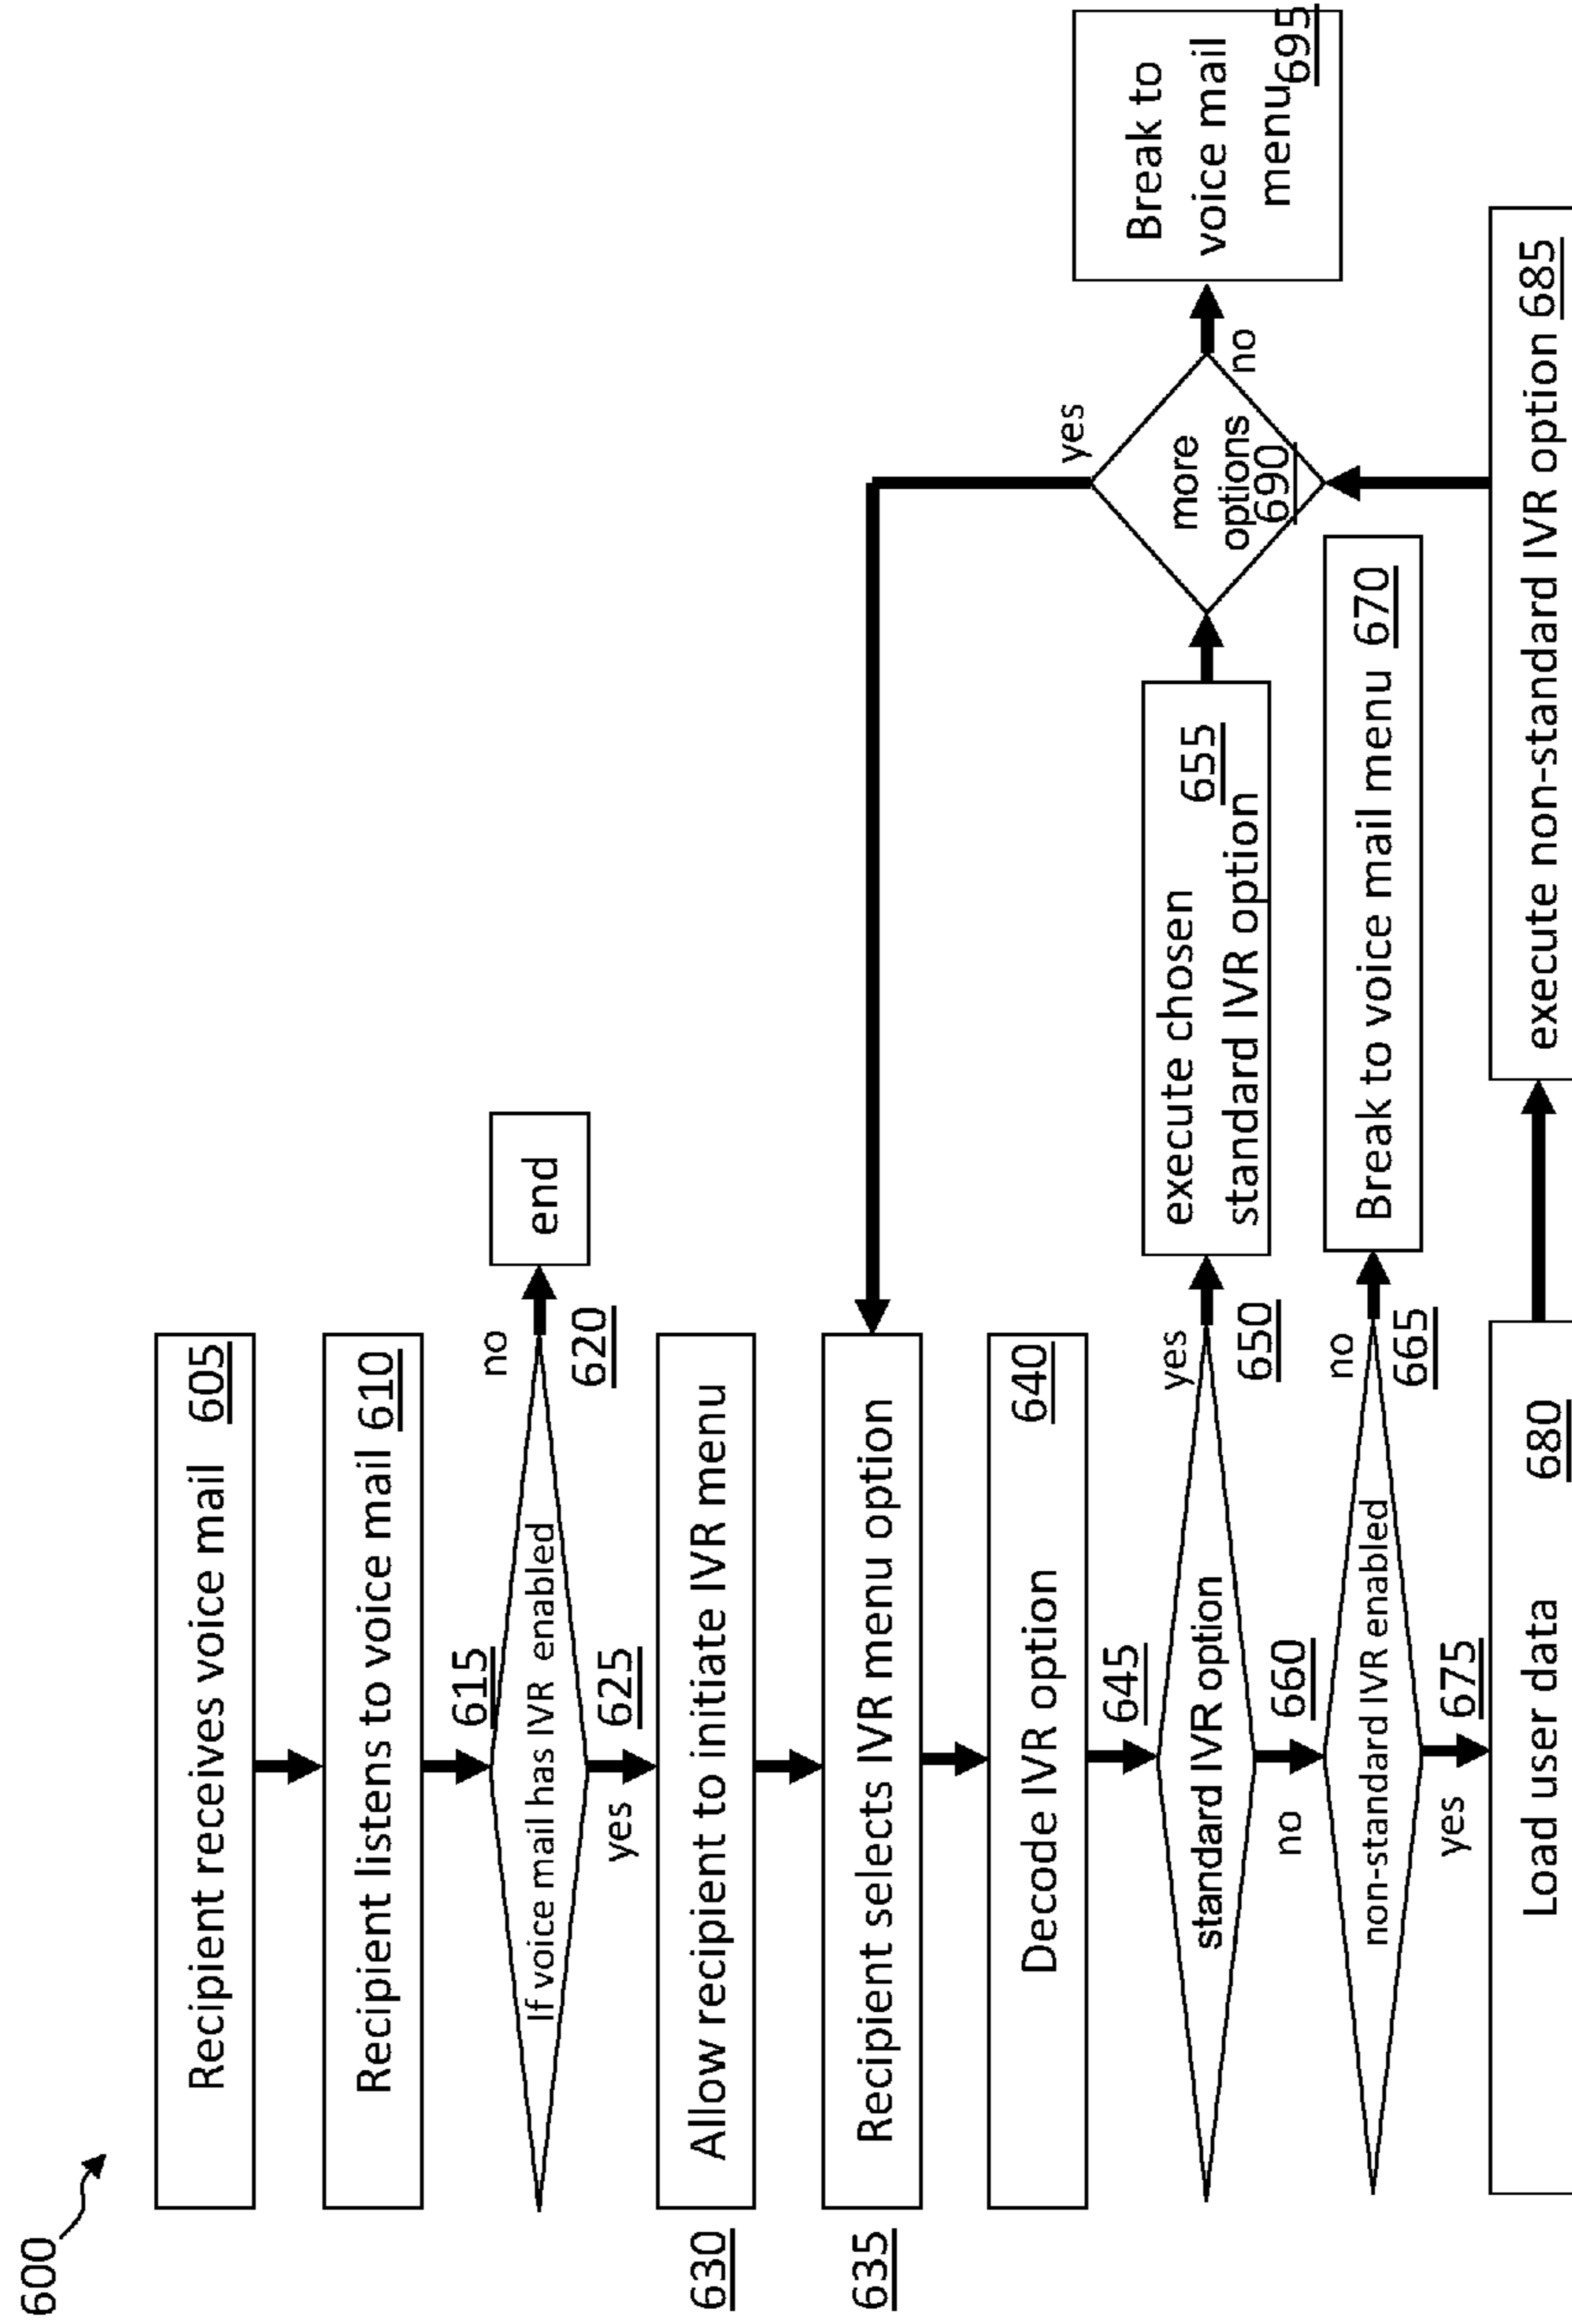 600
Recipient receives voice mail 605
Recipient listens to voice mail 610
615
If voice mail has IVR enabled
no
620
end
yes
625
630
Allow recipient to initiate IVR menu
635
Recipient selects IVR menu option
Decode IVR option 640
645
standard IVR option
yes
650
execute chosen
655
standard IVR option
more
options
690
yes
no
Break to
voice mail
menu 695
no
660
non-standard IVR enabled
no
665
Break to voice mail menu 670
yes
675
Load user data 680
execute non-standard IVR option 685